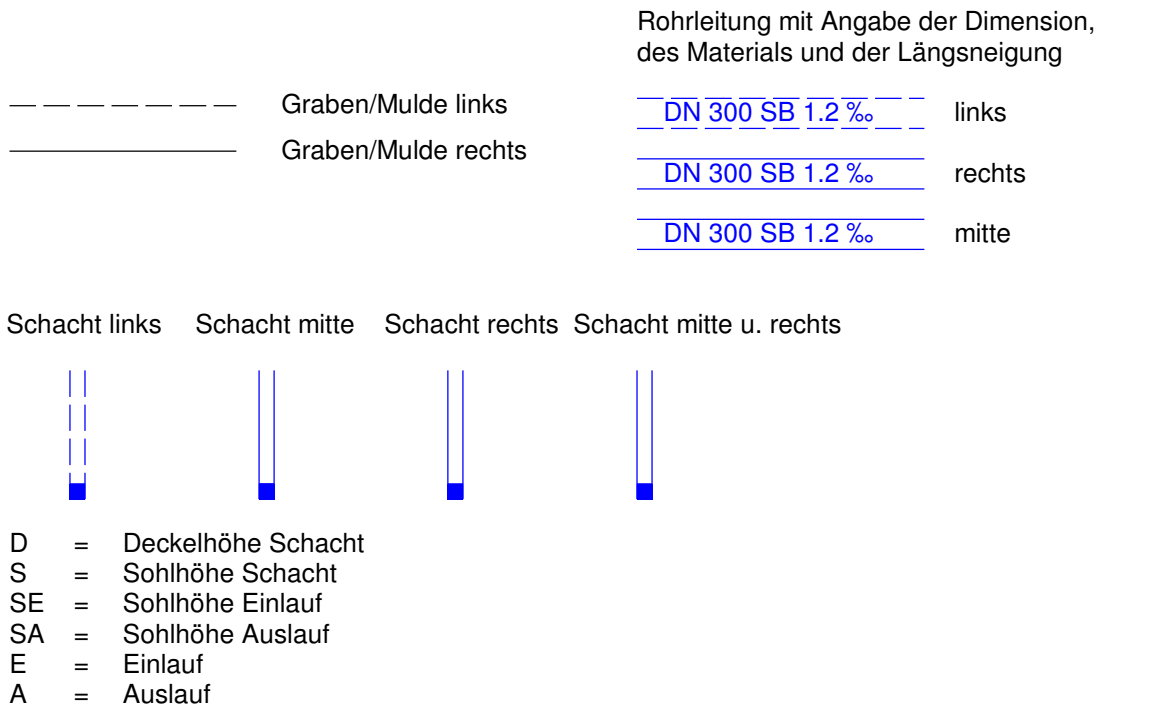 Rohrleitung mit Angabe der Dimension,
des Materials und der Längsneigung
Graben/Mulde links
Graben/Mulde rechts
DN 300 SB 1.2 ‰ links
DN 300 SB 1.2 ‰ rechts
DN 300 SB 1.2 ‰ mitte
Schacht links Schacht mitte Schacht rechts Schacht mitte u. rechts
D = Deckelhöhe Schacht
S = Sohlhöhe Schacht
SE = Sohlhöhe Einlauf
SA = Sohlhöhe Auslauf
E = Einlauf
A = Auslauf